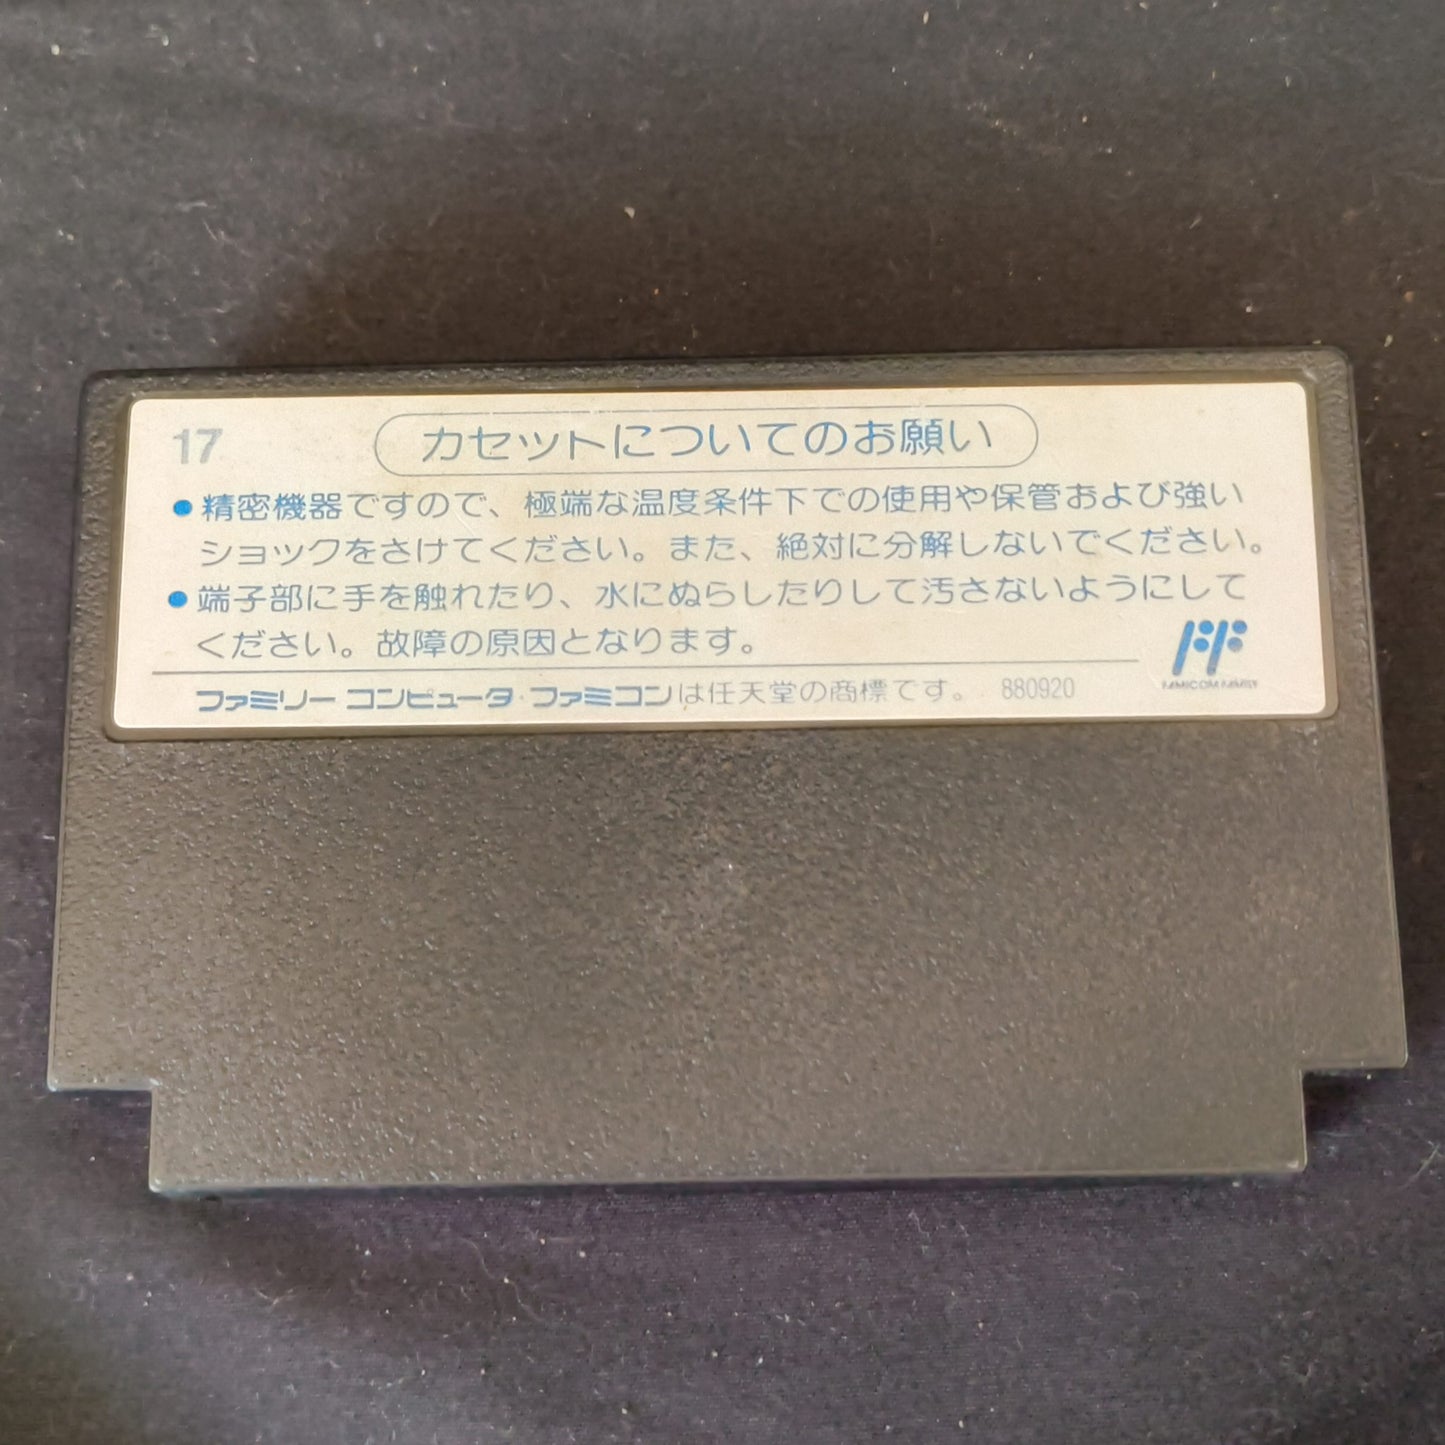 17
カセットについてのお願い
●精密機器ですので、極端な温度条件下での使用や保管および強い
ショックをさけてください。また、絶対に分解しないでください。
●端子部に手を触れたり、水にぬらしたりして汚さないようにして
ください。故障の原因となります。
FF
FAMICOM FAMILY
ファミリーコンピュータ・ファミコンは任天堂の商標です。 880920